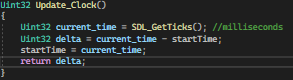 Uint32 Update_Clock()
{
    Uint32 current_time = SDL_GetTicks(); //milliseconds
    Uint32 delta = current_time - startTime;
    startTime = current_time;
    return delta;
}